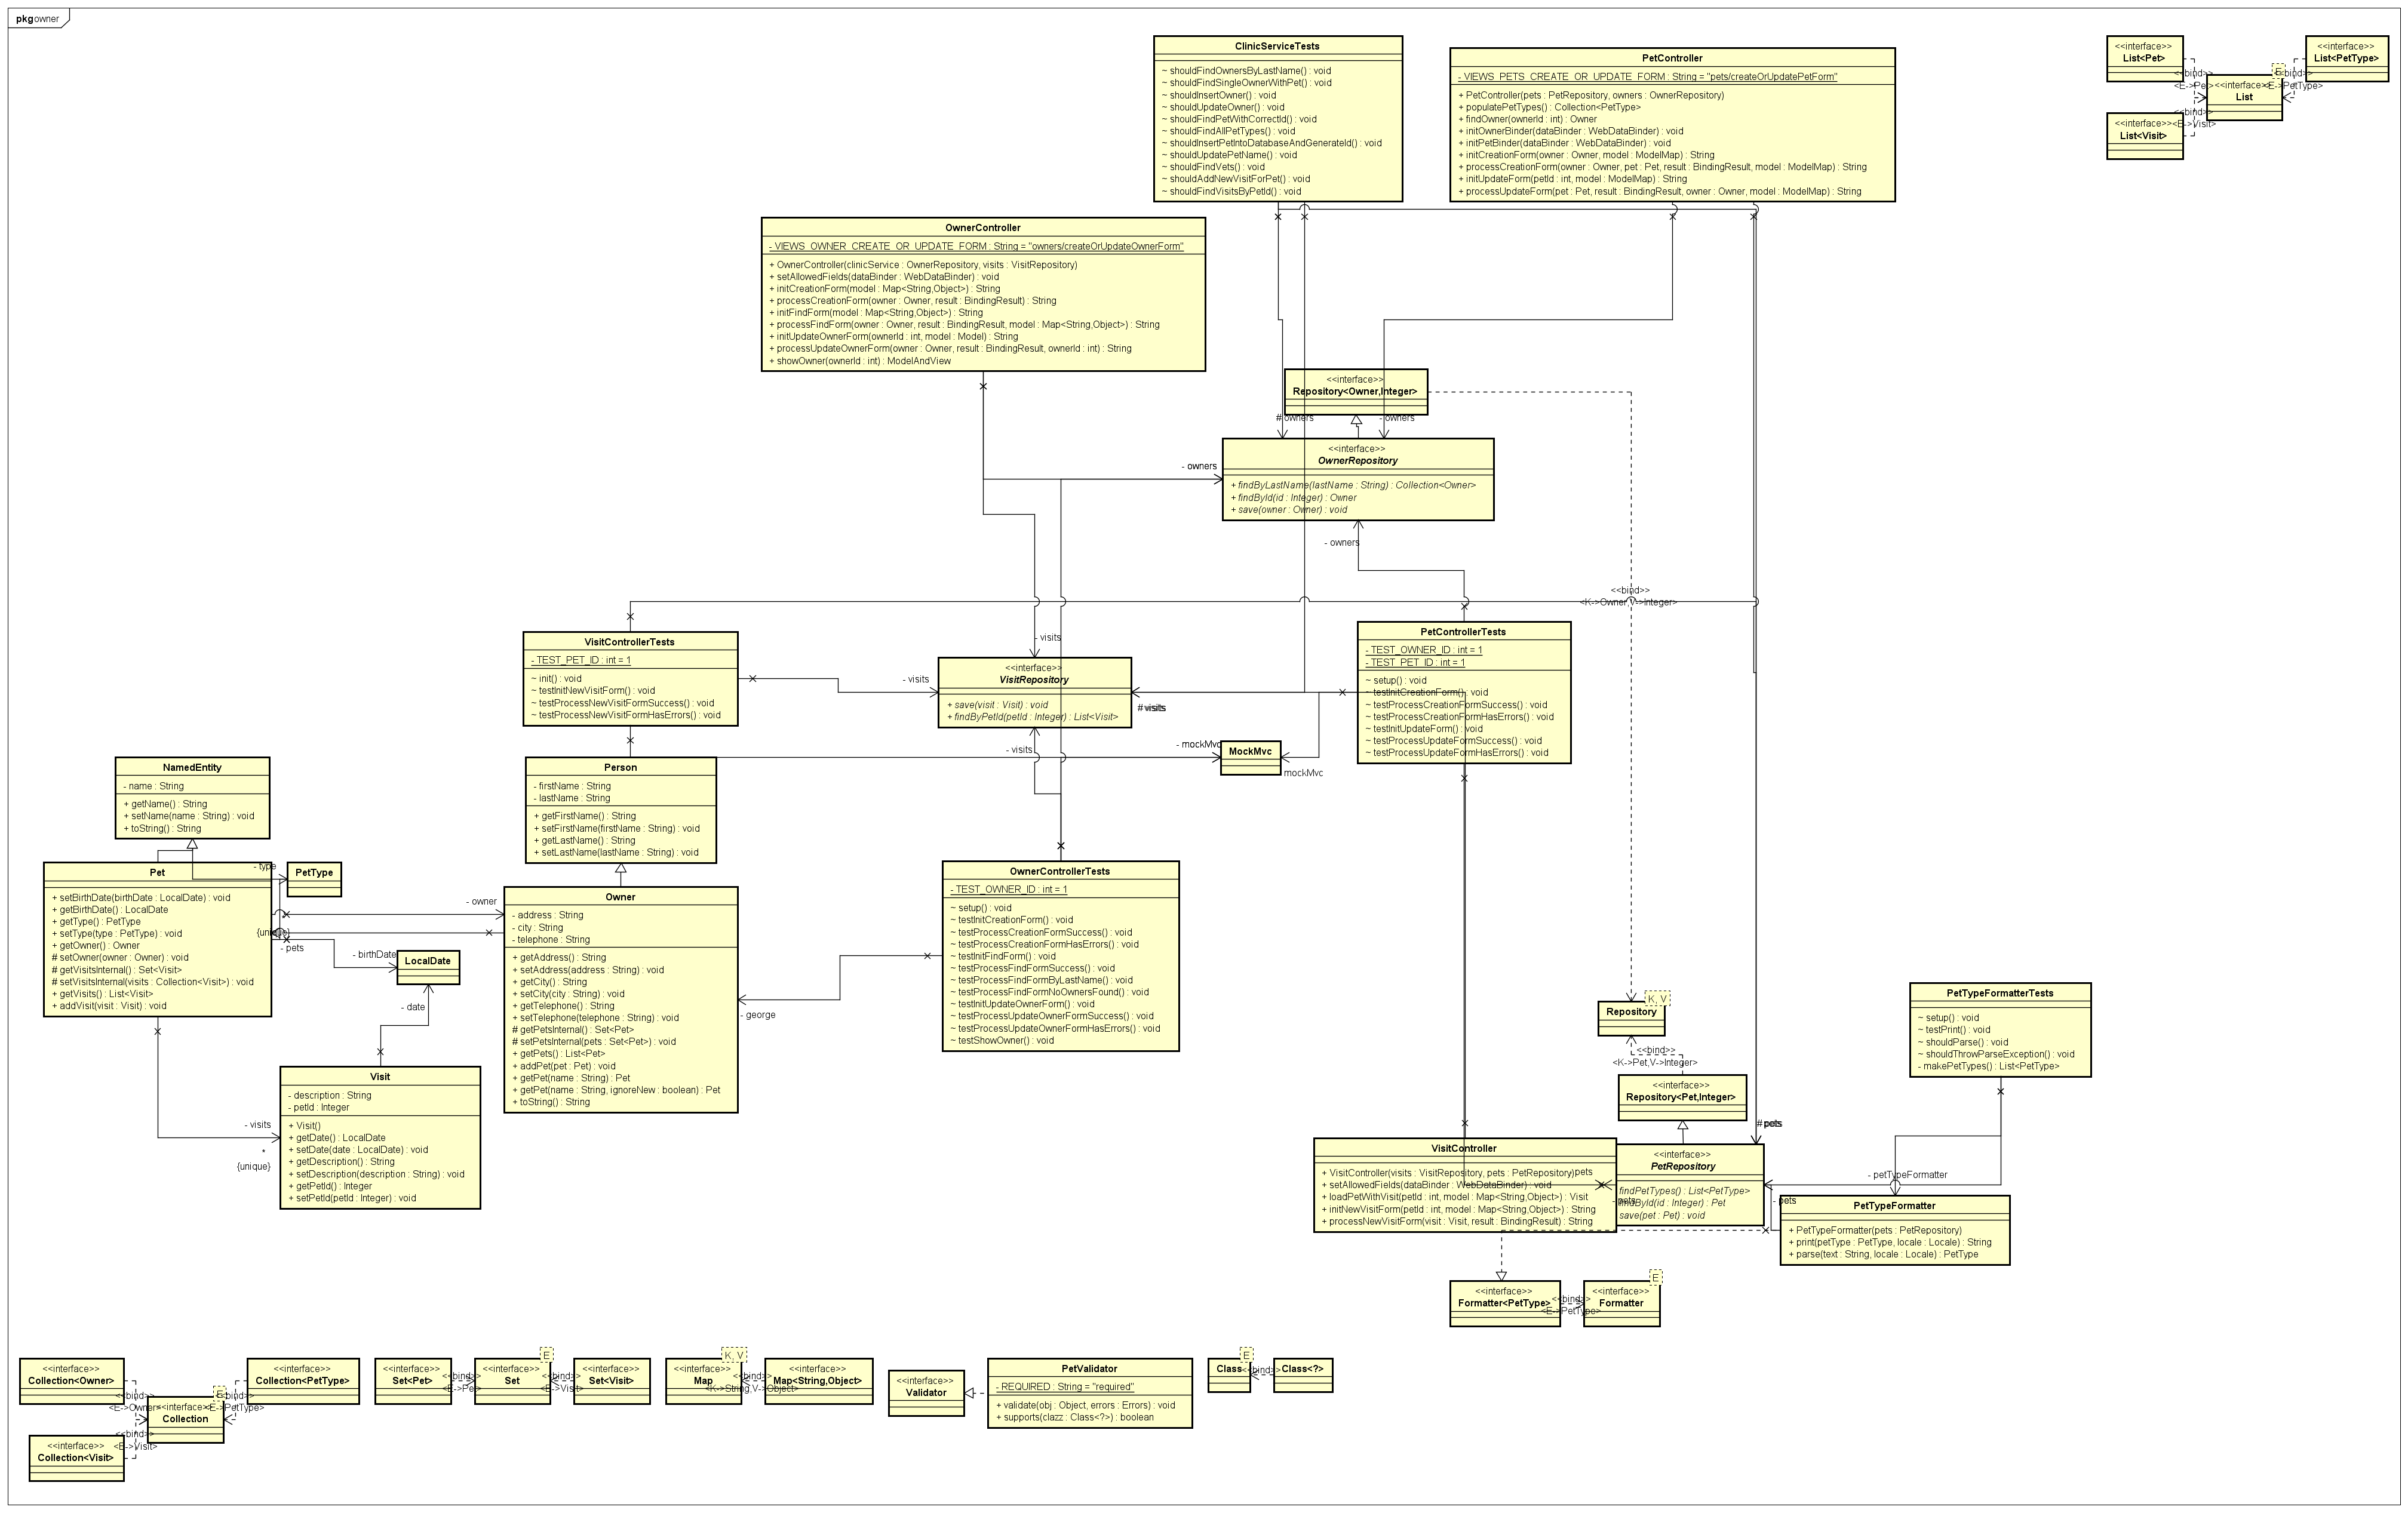 pkg owner
ClinicServiceTests
~ shouldFindOwnersByLastName() : void
~ shouldFindSingleOwnerWithPet() : void
~ shouldInsertOwner() : void
~ shouldUpdateOwner() : void
~ shouldFindPetWithCorrectId() : void
~ shouldFindAllPetTypes() : void
~ shouldInsertPetIntoDatabaseAndGenerateId() : void
~ shouldUpdatePetName() : void
~ shouldFindVets() : void
~ shouldAddNewVisitForPet() : void
~ shouldFindVisitsByPetId() : void
PetController
- VIEWS_PETS_CREATE_OR_UPDATE_FORM : String = "pets/createOrUpdatePetForm"
+ PetController(pets : PetRepository, owners : OwnerRepository)
+ populatePetTypes() : Collection<PetType>
+ findOwner(ownerId : int) : Owner
+ initOwnerBinder(dataBinder : WebDataBinder) : void
+ initPetBinder(dataBinder : WebDataBinder) : void
+ initCreationForm(owner : Owner, model : ModelMap) : String
+ processCreationForm(owner : Owner, pet : Pet, result : BindingResult, model : ModelMap) : String
+ initUpdateForm(petId : int, model : ModelMap) : String
+ processUpdateForm(pet : Pet, result : BindingResult, owner : Owner, model : ModelMap) : String
<<interface>>
List<Pet>
<<interface>>
List<PetType>
<<bind>>
<E->Pet>
E
<<bind>>
<E->PetType>
<<interface>>
List
<<bind>>
<E->Visit>
<<interface>>
List<Visit>
OwnerController
- VIEWS_OWNER_CREATE_OR_UPDATE_FORM : String = "owners/createOrUpdateOwnerForm"
+ OwnerController(clinicService : OwnerRepository, visits : VisitRepository)
+ setAllowedFields(dataBinder : WebDataBinder) : void
+ initCreationForm(model : Map<String,Object>) : String
+ processCreationForm(owner : Owner, result : BindingResult) : String
+ initFindForm(model : Map<String,Object>) : String
+ processFindForm(owner : Owner, result : BindingResult, model : Map<String,Object>) : String
+ initUpdateOwnerForm(ownerId : int, model : Model) : String
+ processUpdateOwnerForm(owner : Owner, result : BindingResult, ownerId : int) : String
+ showOwner(ownerId : int) : ModelAndView
<<interface>>
Repository<Owner,Integer>
# owners
- owners
<<interface>>
OwnerRepository
+ findByLastName(lastName : String) : Collection<Owner>
+ findById(id : Integer) : Owner
+ save(owner : Owner) : void
- owners
- owners
<<bind>>
<K->Owner,V->Integer>
VisitControllerTests
- TEST_PET_ID : int = 1
~ init() : void
~ testInitNewVisitForm() : void
~ testProcessNewVisitFormSuccess() : void
~ testProcessNewVisitFormHasErrors() : void
- visits
- visits
<<interface>>
VisitRepository
+ save(visit : Visit) : void
+ findByPetId(petId : Integer) : List<Visit>
# visits
- visits
PetControllerTests
- TEST_OWNER_ID : int = 1
- TEST_PET_ID : int = 1
~ setup() : void
~ testInitCreationForm() : void
~ testProcessCreationFormSuccess() : void
~ testProcessCreationFormHasErrors() : void
~ testInitUpdateForm() : void
~ testProcessUpdateFormSuccess() : void
~ testProcessUpdateFormHasErrors() : void
- mockMvc
MockMvc
mockMvc
NamedEntity
- name : String
+ getName() : String
+ setName(name : String) : void
+ toString() : String
Person
- firstName : String
- lastName : String
+ getFirstName() : String
+ setFirstName(firstName : String) : void
+ getLastName() : String
+ setLastName(lastName : String) : void
Pet
+ setBirthDate(birthDate : LocalDate) : void
+ getBirthDate() : LocalDate
+ getType() : PetType
+ setType(type : PetType) : void
+ getOwner() : Owner
# setOwner(owner : Owner) : void
# getVisitsInternal() : Set<Visit>
# setVisitsInternal(visits : Collection<Visit>) : void
+ getVisits() : List<Visit>
+ addVisit(visit : Visit) : void
- type
PetType
- owner
*
{unique}
- pets
- birthDate
LocalDate
- date
Owner
- address : String
- city : String
- telephone : String
+ getAddress() : String
+ setAddress(address : String) : void
+ getCity() : String
+ setCity(city : String) : void
+ getTelephone() : String
+ setTelephone(telephone : String) : void
# getPetsInternal() : Set<Pet>
# setPetsInternal(pets : Set<Pet>) : void
+ getPets() : List<Pet>
+ addPet(pet : Pet) : void
+ getPet(name : String) : Pet
+ getPet(name : String, ignoreNew : boolean) : Pet
+ toString() : String
- george
OwnerControllerTests
- TEST_OWNER_ID : int = 1
~ setup() : void
~ testInitCreationForm() : void
~ testProcessCreationFormSuccess() : void
~ testProcessCreationFormHasErrors() : void
~ testInitFindForm() : void
~ testProcessFindFormSuccess() : void
~ testProcessFindFormByLastName() : void
~ testProcessFindFormNoOwnersFound() : void
~ testInitUpdateOwnerForm() : void
~ testProcessUpdateOwnerFormSuccess() : void
~ testProcessUpdateOwnerFormHasErrors() : void
~ testShowOwner() : void
Visit
- description : String
- petId : Integer
+ Visit()
+ getDate() : LocalDate
+ setDate(date : LocalDate) : void
+ getDescription() : String
+ setDescription(description : String) : void
+ getPetId() : Integer
+ setPetId(petId : Integer) : void
- visits
*
{unique}
K, V
Repository
<<bind>>
<K->Pet,V->Integer>
<<interface>>
Repository<Pet,Integer>
# pets
PetTypeFormatterTests
~ setup() : void
~ testPrint() : void
~ shouldParse() : void
~ shouldThrowParseException() : void
- makePetTypes() : List<PetType>
VisitController
+ VisitController(visits : VisitRepository, pets : PetRepository)
+ setAllowedFields(dataBinder : WebDataBinder) : void
+ loadPetWithVisit(petId : int, model : Map<String,Object>) : Visit
+ initNewVisitForm(petId : int, model : Map<String,Object>) : String
+ processNewVisitForm(visit : Visit, result : BindingResult) : String
pets
- pets
<<interface>>
PetRepository
findPetTypes() : List<PetType>
findById(id : Integer) : Pet
save(pet : Pet) : void
- pets
- petTypeFormatter
PetTypeFormatter
+ PetTypeFormatter(pets : PetRepository)
+ print(petType : PetType, locale : Locale) : String
+ parse(text : String, locale : Locale) : PetType
<<interface>>
Formatter<PetType>
<<bind>>
<E->PetType>
E
<<interface>>
Formatter
<<interface>>
Collection<Owner>
<<interface>>
Collection<PetType>
<<bind>>
<E->Owner>
E
<<bind>>
<E->PetType>
<<interface>>
Collection
<<bind>>
<E->Visit>
<<interface>>
Collection<Visit>
<<interface>>
Set<Pet>
<<bind>>
<E->Pet>
E
<<interface>>
Set
<<bind>>
<E->Visit>
<<interface>>
Set<Visit>
K, V
<<interface>>
Map
<<bind>>
<K->String,V->Object>
<<interface>>
Map<String,Object>
<<interface>>
Validator
PetValidator
- REQUIRED : String = "required"
+ validate(obj : Object, errors : Errors) : void
+ supports(clazz : Class<?>) : boolean
E
Class
<<bind>>
Class<?>